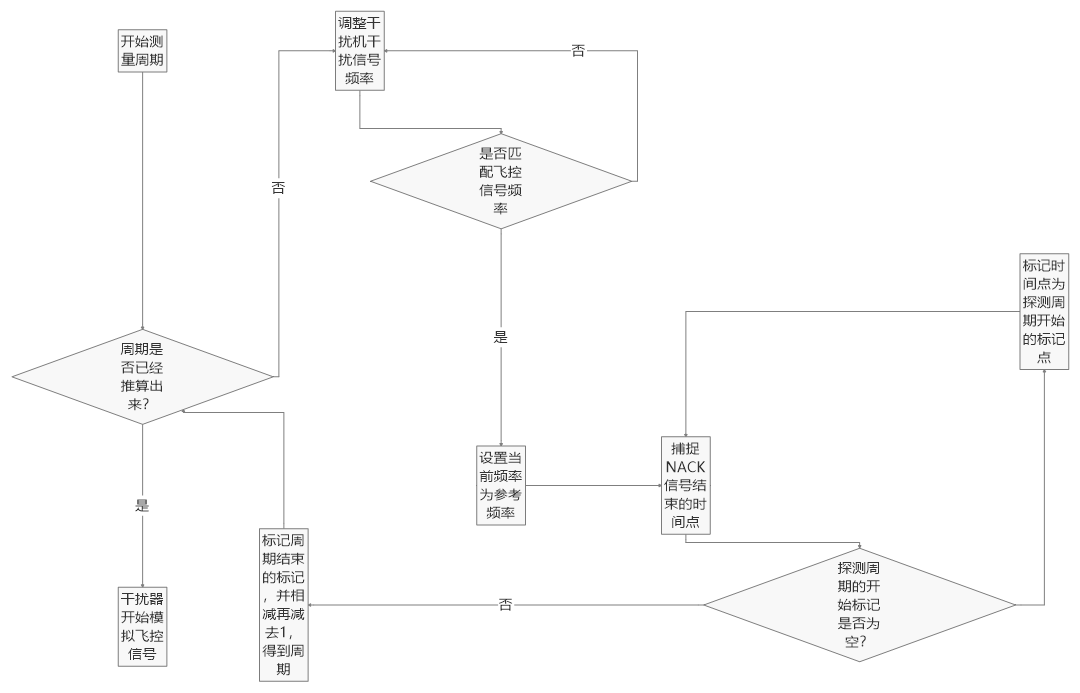 开始测
量周期
调整干
扰机干
扰信号
频率
否
是否匹
配飞控
信号频
率
否
是
周期是
否已经
推算出
来?
是
干扰器
开始模
拟飞控
信号
设置当
前频率
为参考
频率
捕捉
NACK
信号结
束的时
间点
标记时
间点为
探测周
期开始
的标记
点
探测周
期的开
始标记
是否为
空?
否
标记周
期结束
的标记
，并相
减再减
去1，
得到周
期